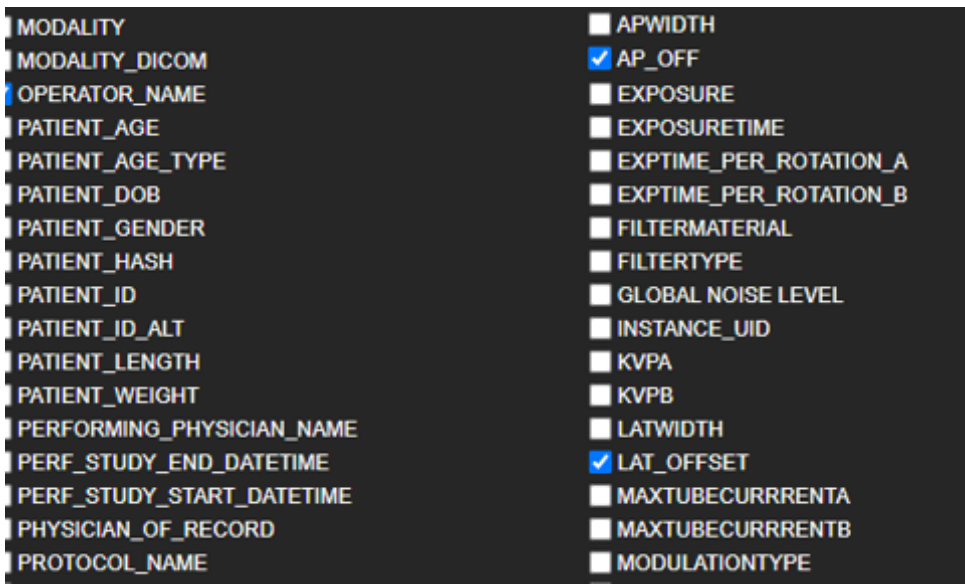 MODALITY
MODALITY_DICOM
OPERATOR_NAME
PATIENT_AGE
PATIENT_AGE_TYPE
PATIENT_DOB
PATIENT_GENDER
PATIENT_HASH
PATIENT_ID
PATIENT_ID_ALT
PATIENT_LENGTH
PATIENT_WEIGHT
PERFORMING_PHYSICIAN_NAME
PERF_STUDY_END_DATETIME
PERF_STUDY_START_DATETIME
PHYSICIAN_OF_RECORD
PROTOCOL_NAME
APWIDTH
AP_OFF
EXPOSURE
EXPOSURETIME
EXPTIME_PER_ROTATION_A
EXPTIME_PER_ROTATION_B
FILTERMATERIAL
FILTERTYPE
GLOBAL NOISE LEVEL
INSTANCE_UID
KVPA
KVPB
LATWIDTH
LAT_OFFSET
MAXTUBECURRRENTA
MAXTUBECURRRENTB
MODULATIONTYPE